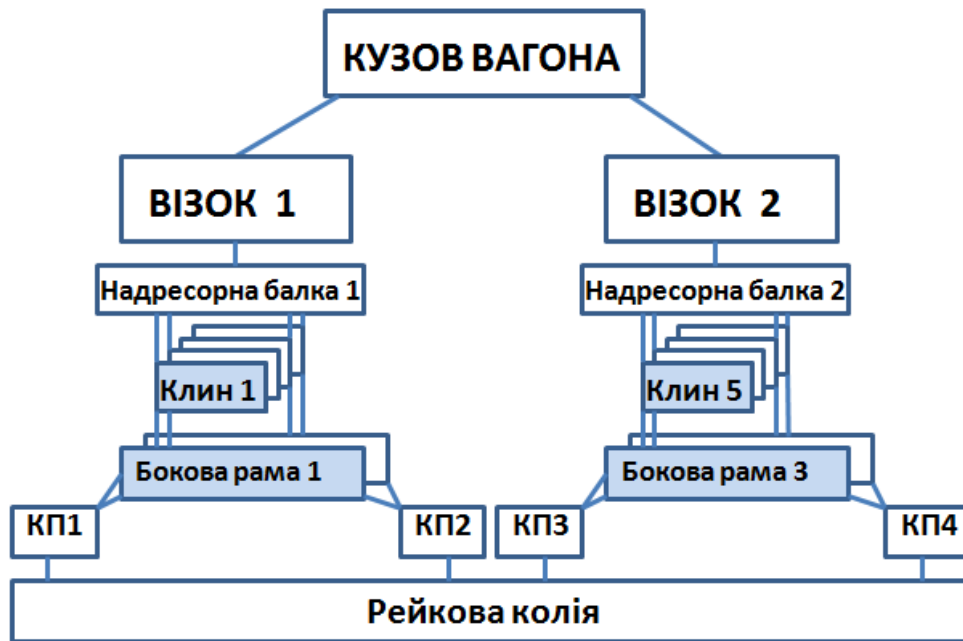 КУЗОВ ВАГОНА
ВІЗОК 1
ВІЗОК 2
Надресорна балка 1
Надресорна балка 2
Клин 1
Клин 5
Бокова рама 1
Бокова рама 3
КП1
КП2
КП3
КП4
Рейкова колія